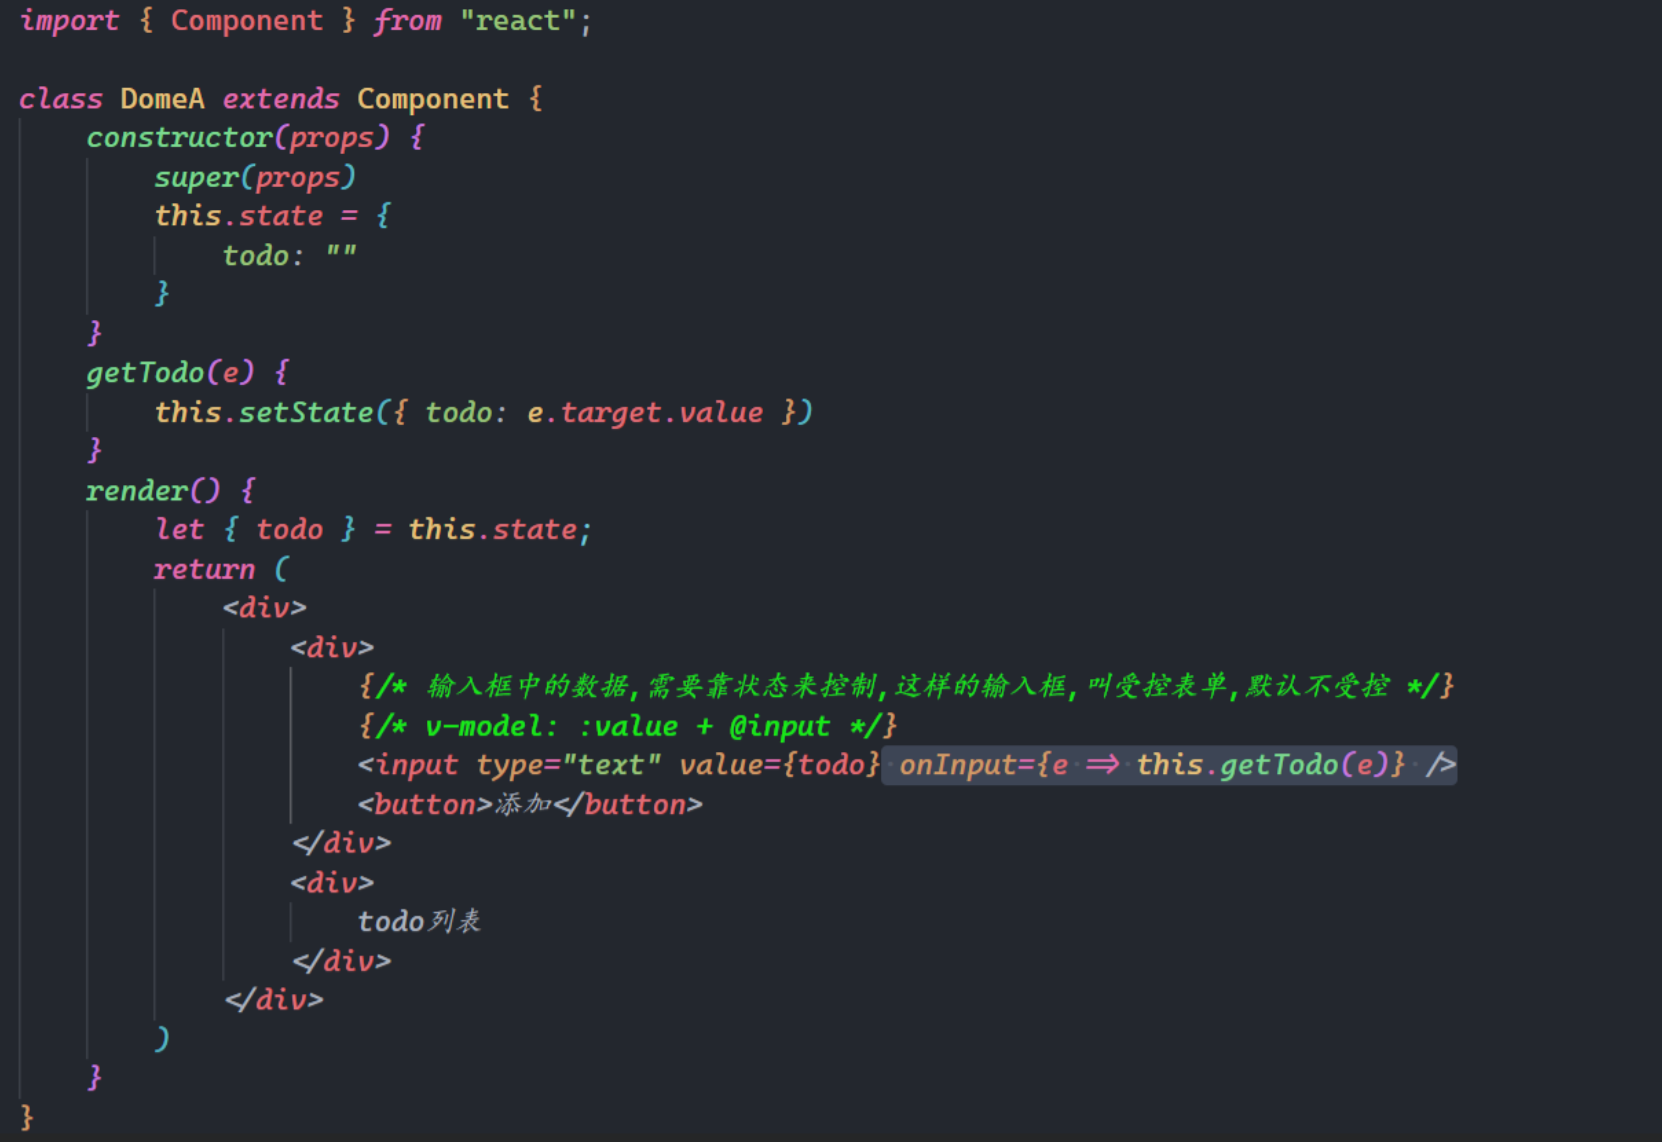 import { Component } from "react";
class DomeA extends Component {
constructor(props) {
super(props)
this.state = {
todo: ""
}
}
getTodo(e) {
this.setState({ todo: e.target.value })
}
render() {
let { todo } = this.state;
return (
<div>
<div>
{/* 输入框中的数据,需要靠状态来控制,这样的输入框,叫受控表单,默认不受控 */}
{/* v-model: :value + @input */}
<input type="text" value={todo} onInput={e => this.getTodo(e)} />
<button>添加</button>
</div>
<div>
todo列表
</div>
</div>
)
}
}